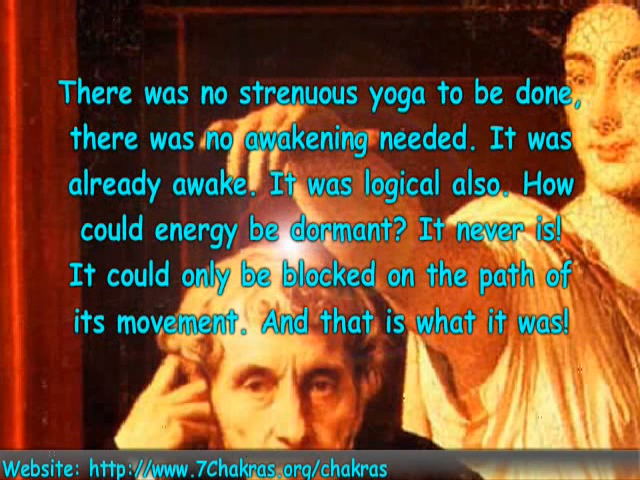 There was no strenuous yoga to be done,
there was no awakening needed. It was
already awake. It was logical also. How
could energy be dormant? It never is!
It could only be blocked on the path of
its movement. And that is what it was!
Website: http://www.7Chakras.org/chakras